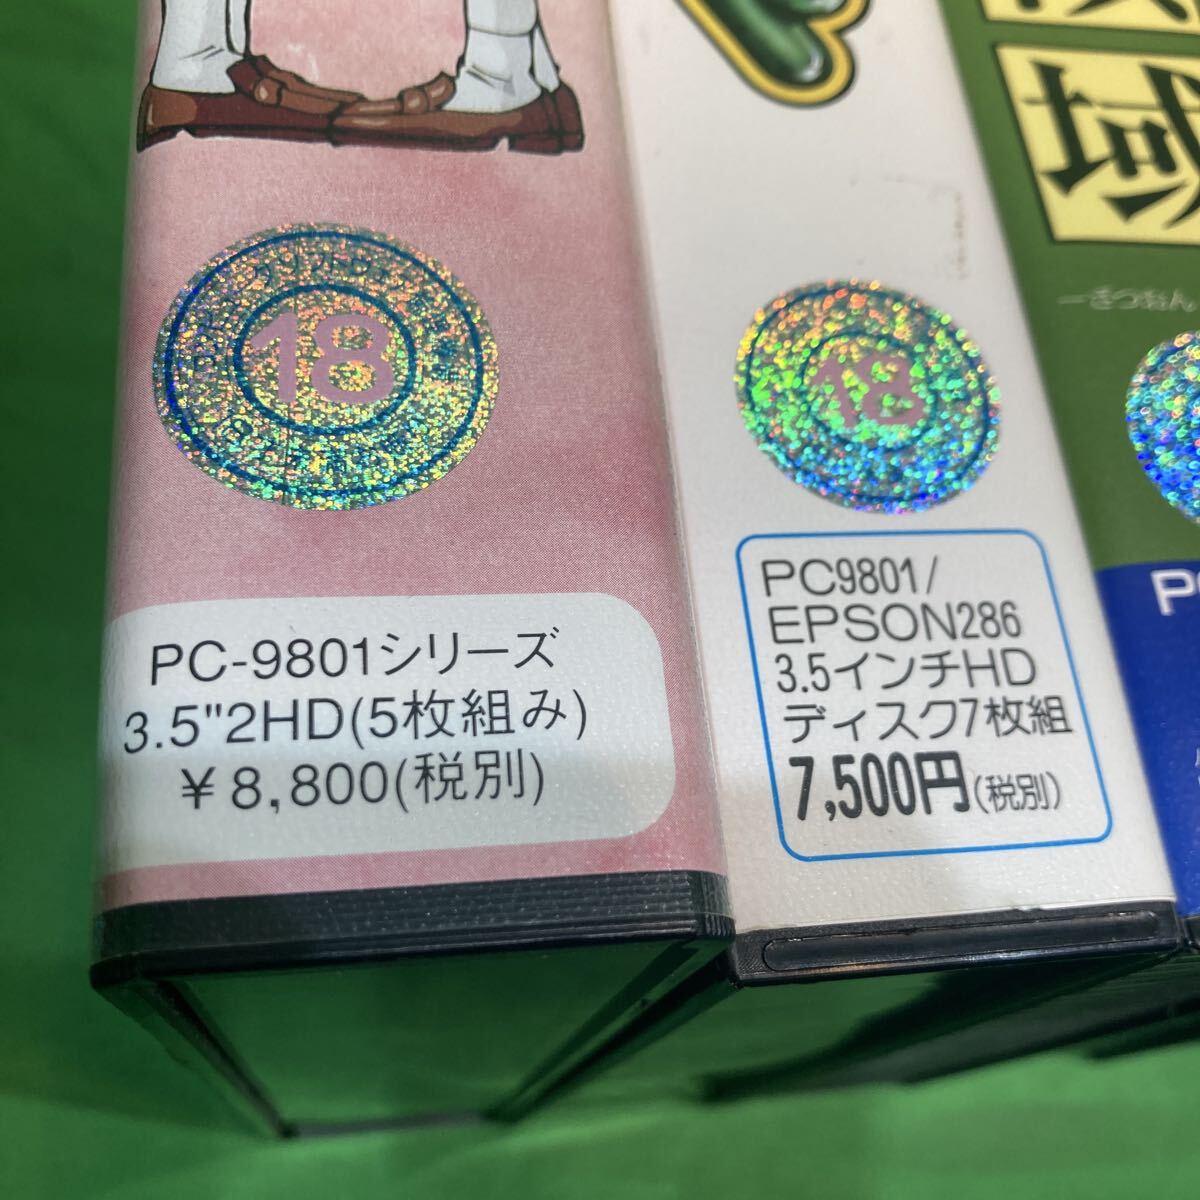 18
PC-9801シリーズ
3.5"2HD(5枚組み)
¥8,800(税別)
18
PC9801/
EPSON286
3.5インチHD
ディスク7枚組
7,500円(税別)
域